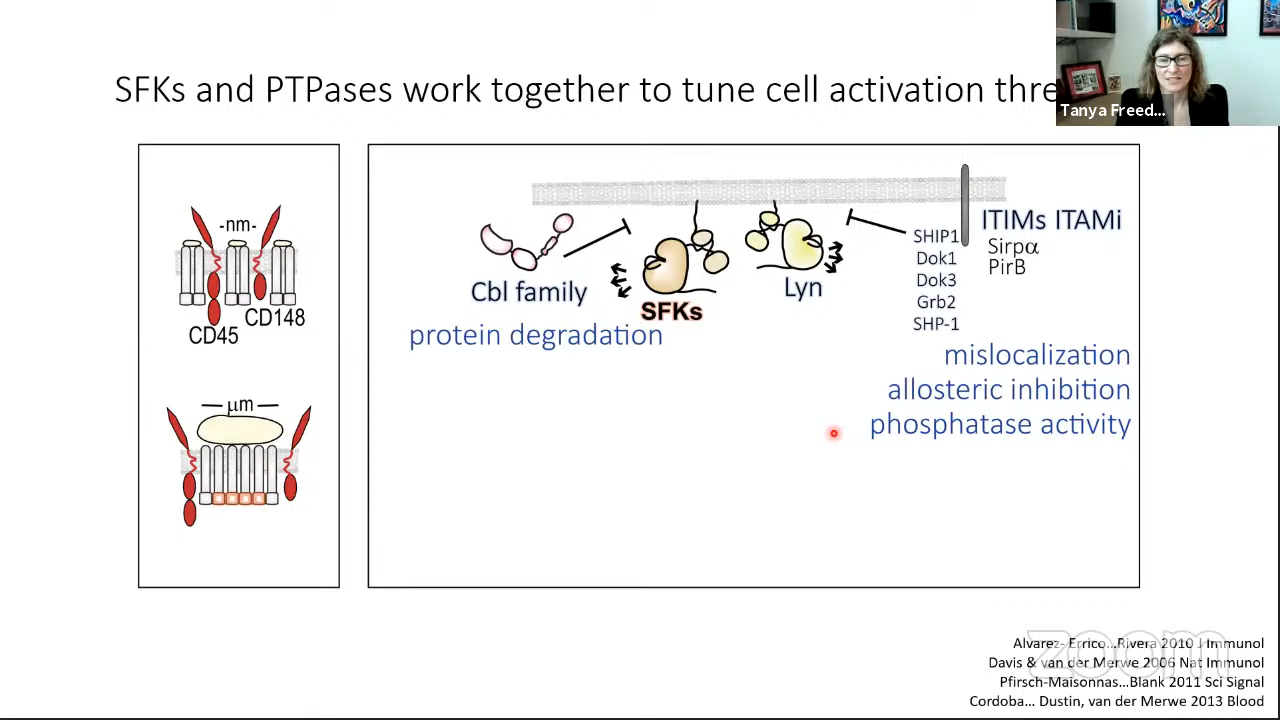 SFKs and PTPases work together to tune cell activation thre
Tanya Freed...
-nm-
CD45
CD148
μm
Cbl family
protein degradation
SFKs
Lyn
SHIP1
Dok1
Dok3
Grb2
SHP-1
ITIMs ITAMi
Sirpα
PirB
mislocalization
allosteric inhibition
phosphatase activity
zoom
Alvarez- Errico...Rivera 2010 J Immunol
Davis & van der Merwe 2006 Nat Immunol
Pfirsch-Maisonnas...Blank 2011 Sci Signal
Cordoba... Dustin, van der Merwe 2013 Blood